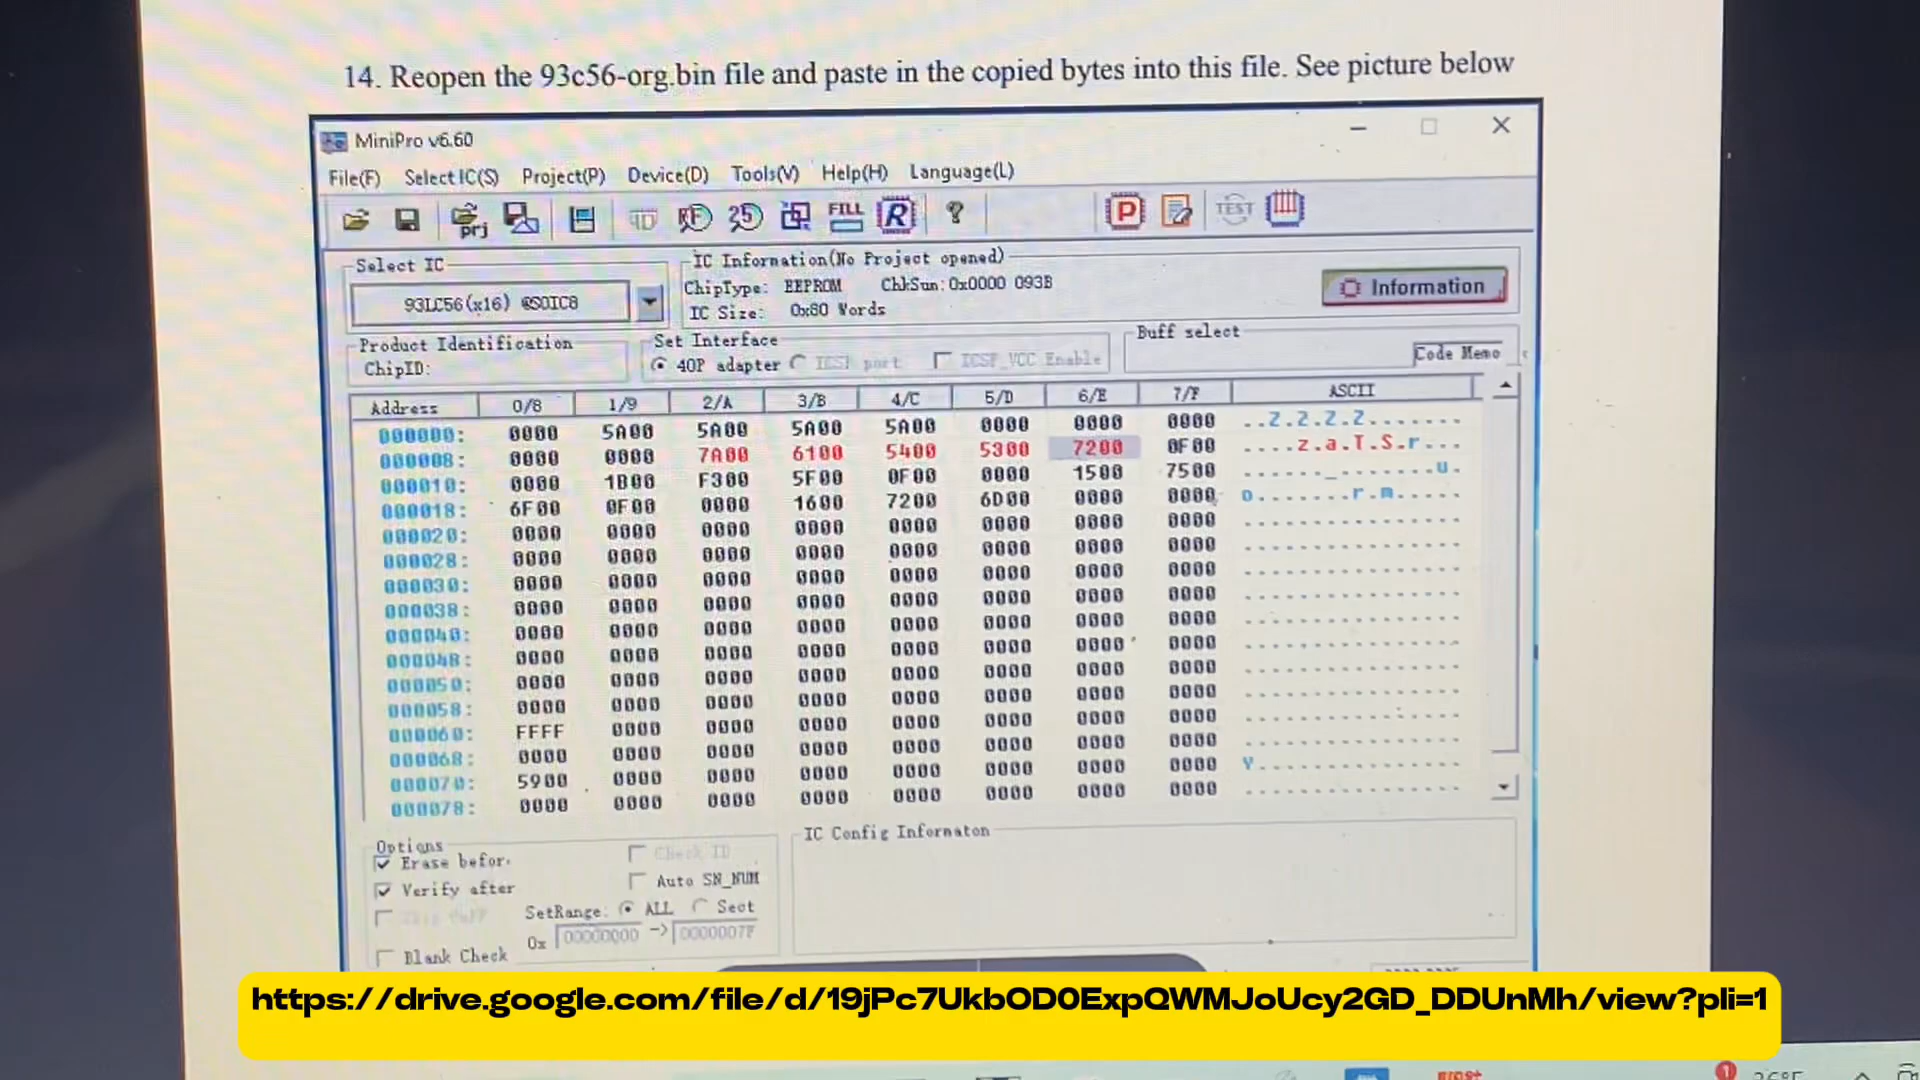 14. Reopen the 93c56-org.bin file and paste in the copied bytes into this file. See picture below
MiniPro v6.60
File(F) Select IC(S) Project(P) Device(D) Tools(V) Help(H) Language(L)
prj RF 25 FILL R ? P TEST
Select IC
93LC56(x16) @SOIC8
IC Information(No Project opened)
ChipType: EEPROM ChkSum:0x0000 093B
IC Size: 0x80 Words
Information
Product Identification
ChipID:
Set Interface
40P adapter ICSP port ICSP_VCC Enable
Buff select
Code Memo
Address 0/8 1/9 2/A 3/B 4/C 5/D 6/E 7/F ASCII
000000: 0000 5A00 5A00 5A00 5A00 0000 0000 0000 ..Z.Z.Z.Z.......
000008: 0000 0000 7A00 6100 5400 5300 7200 0F00 ....z.a.T.S.r...
000010: 0000 1B00 F300 5F00 0F00 0000 1500 7500 ......_.......u.
000018: 6F00 0F00 0000 1600 7200 6D00 0000 0000 o.......r.m.....
000020: 0000 0000 0000 0000 0000 0000 0000 0000 ................
000028: 0000 0000 0000 0000 0000 0000 0000 0000 ................
000030: 0000 0000 0000 0000 0000 0000 0000 0000 ................
000038: 0000 0000 0000 0000 0000 0000 0000 0000 ................
000040: 0000 0000 0000 0000 0000 0000 0000 0000 ................
000048: 0000 0000 0000 0000 0000 0000 0000 0000 ................
000050: 0000 0000 0000 0000 0000 0000 0000 0000 ................
000058: 0000 0000 0000 0000 0000 0000 0000 0000 ................
000060: FFFF 0000 0000 0000 0000 0000 0000 0000 ................
000068: 0000 0000 0000 0000 0000 0000 0000 0000 ................
000070: 5900 0000 0000 0000 0000 0000 0000 0000 Y...............
000078: 0000 0000 0000 0000 0000 0000 0000 0000 ................
Options
Erase befor
Check ID
Verify after
Auto SN_NUM
SetRange: ALL Sect
0x 00000000 -> 0000007F
Blank Check
IC Config Informaton
https://drive.google.com/file/d/19jPc7UkbOD0ExpQWMJoUcy2GD_DDUnMh/view?pli=1
1